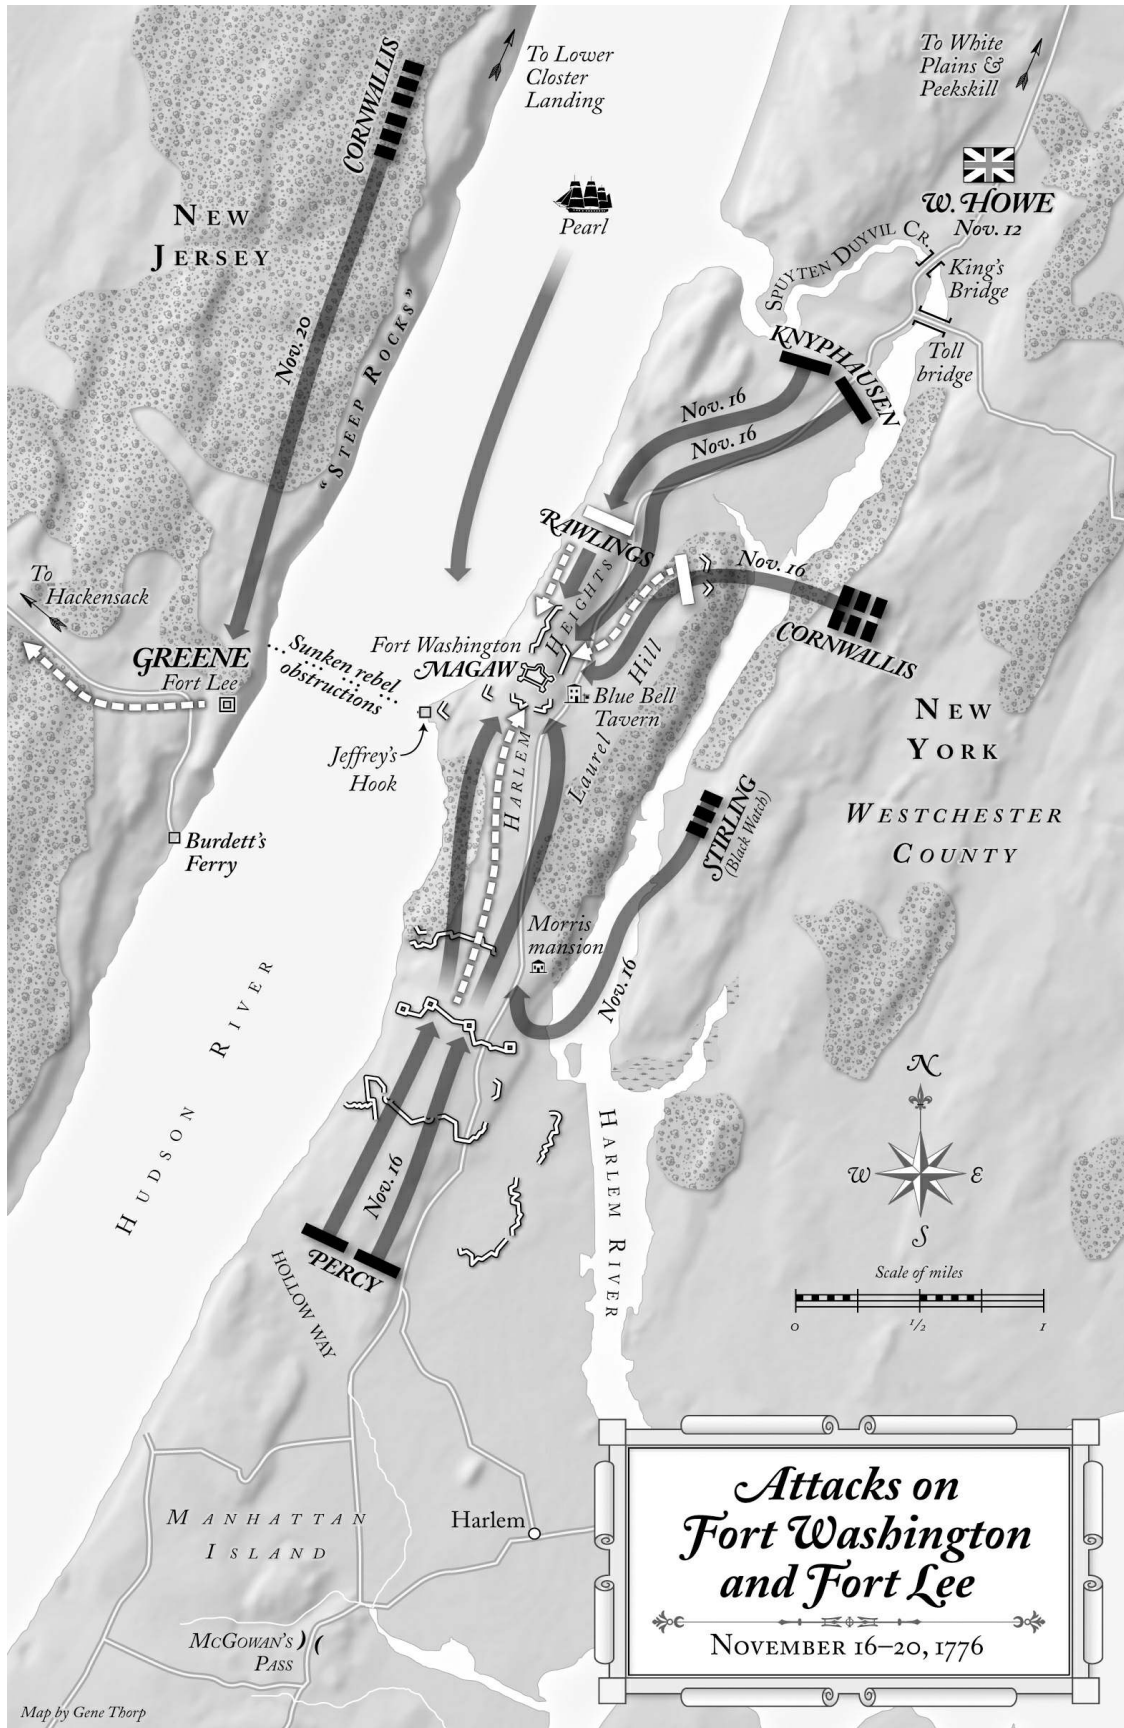 To Lower
Closter
Landing
To White
Plains &
Peekskill
CORNWALLIS
NEW
JERSEY
Pearl
W. HOWE
Nov. 12
SPUYTEN DUYVIL CR.
King's
Bridge
Toll
bridge
KNYPHAUSEN
Nov. 20
"STEEP ROCKS"
Nov. 16
Nov. 16
RAWLINGS
Nov. 16
CORNWALLIS
To
Hackensack
GREENE
Fort Lee
Sunken rebel
obstructions
Fort Washington
MAGAW
HARLEM HEIGHTS
Blue Bell
Tavern
Laurel Hill
Jeffrey's
Hook
NEW
YORK
WESTCHESTER
COUNTY
STIRLING
(Black Watch)
Burdett's
Ferry
Morris
mansion
Nov. 16
HUDSON RIVER
HARLEM RIVER
N
W
E
S
Nov. 16
PERCY
HOLLOW WAY
Scale of miles
0
1/2
1
MANHATTAN
ISLAND
Harlem
McGOWAN'S
PASS
Attacks on
Fort Washington
and Fort Lee
NOVEMBER 16–20, 1776
Map by Gene Thorp